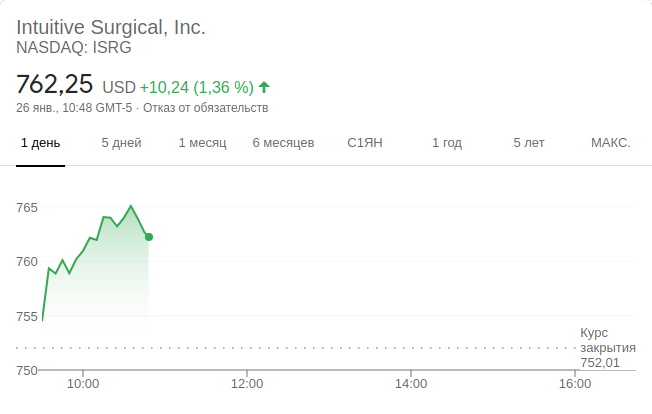 Intuitive Surgical, Inc.
NASDAQ: ISRG
762,25 USD +10,24 (1,36 %)
26 янв., 10:48 GMT-5 · Отказ от обязательств
1 день 5 дней 1 месяц 6 месяцев С1ЯН 1 год 5 лет МАКС.
765
760
755
Курс
закрытия
752,01
750
10:00 12:00 14:00 16:00